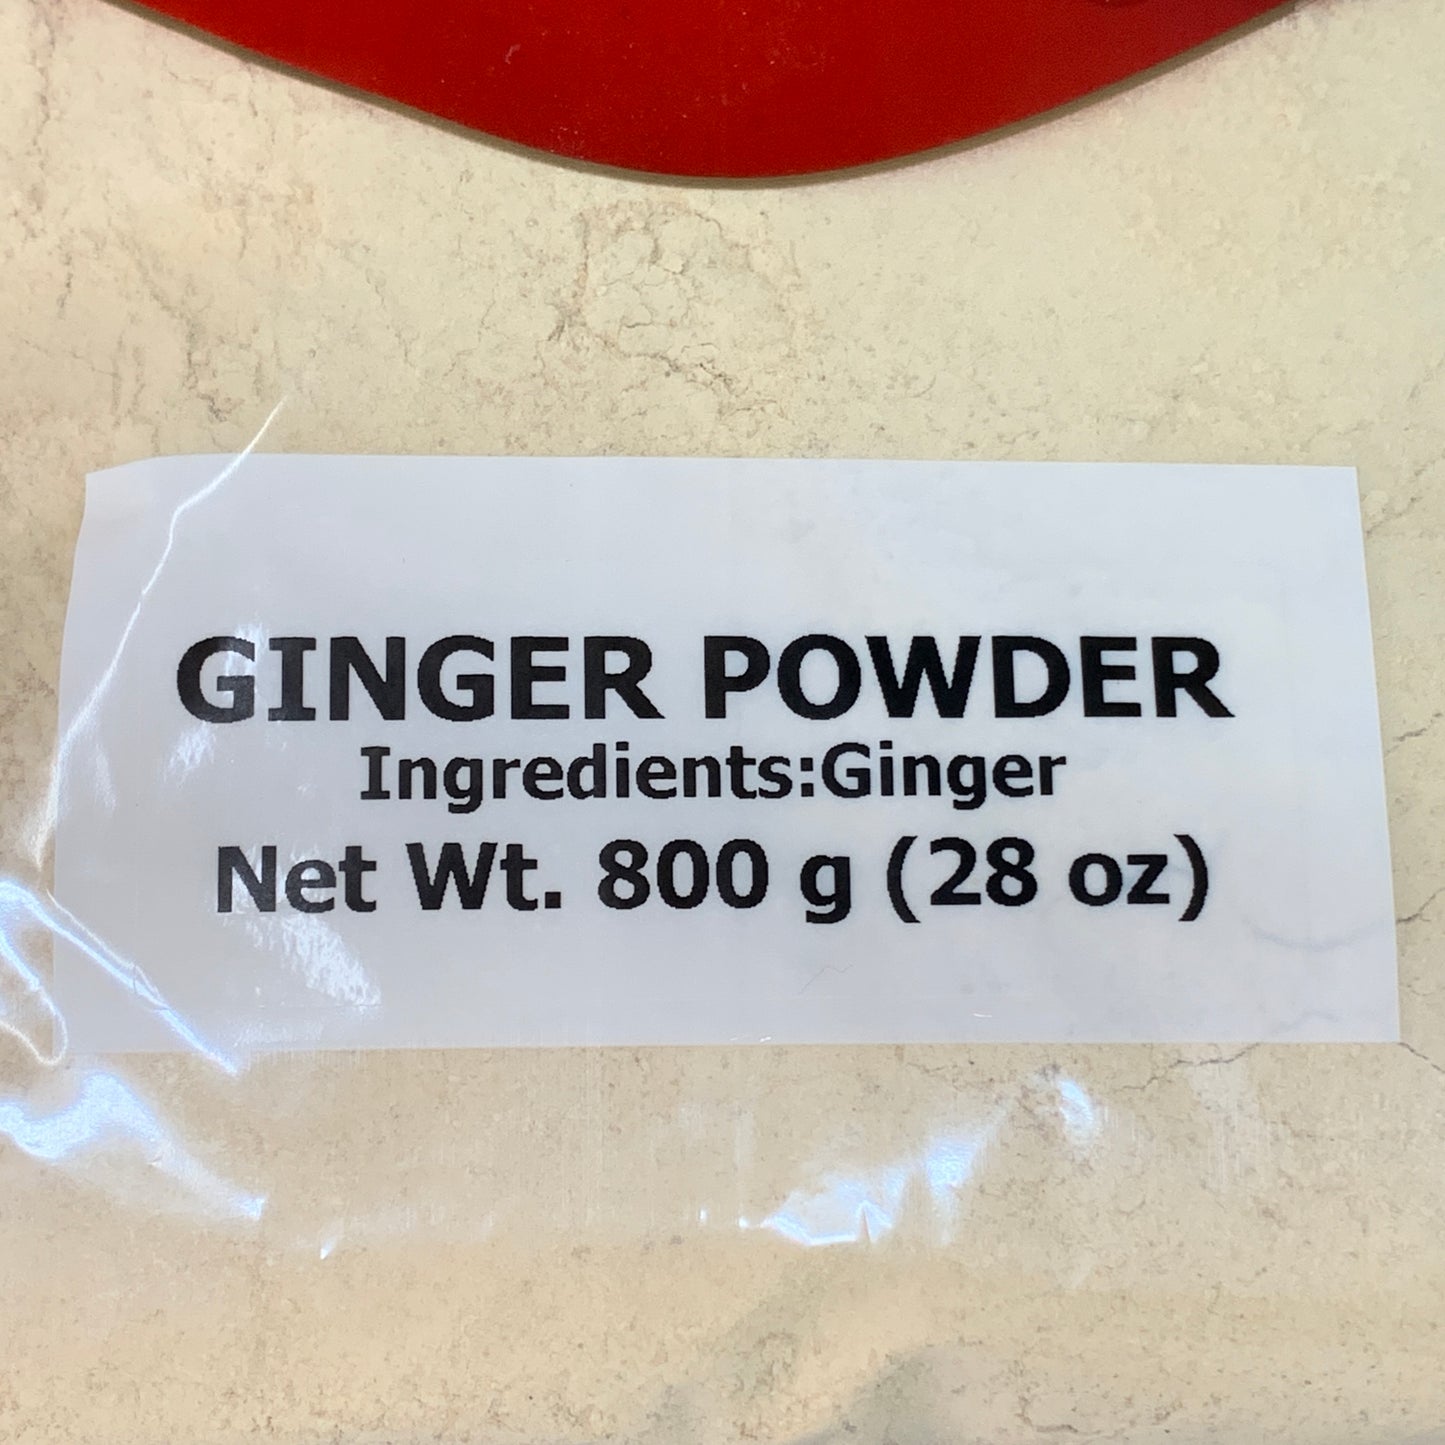 GINGER POWDER
Ingredients:Ginger
Net Wt. 800 g (28 oz)